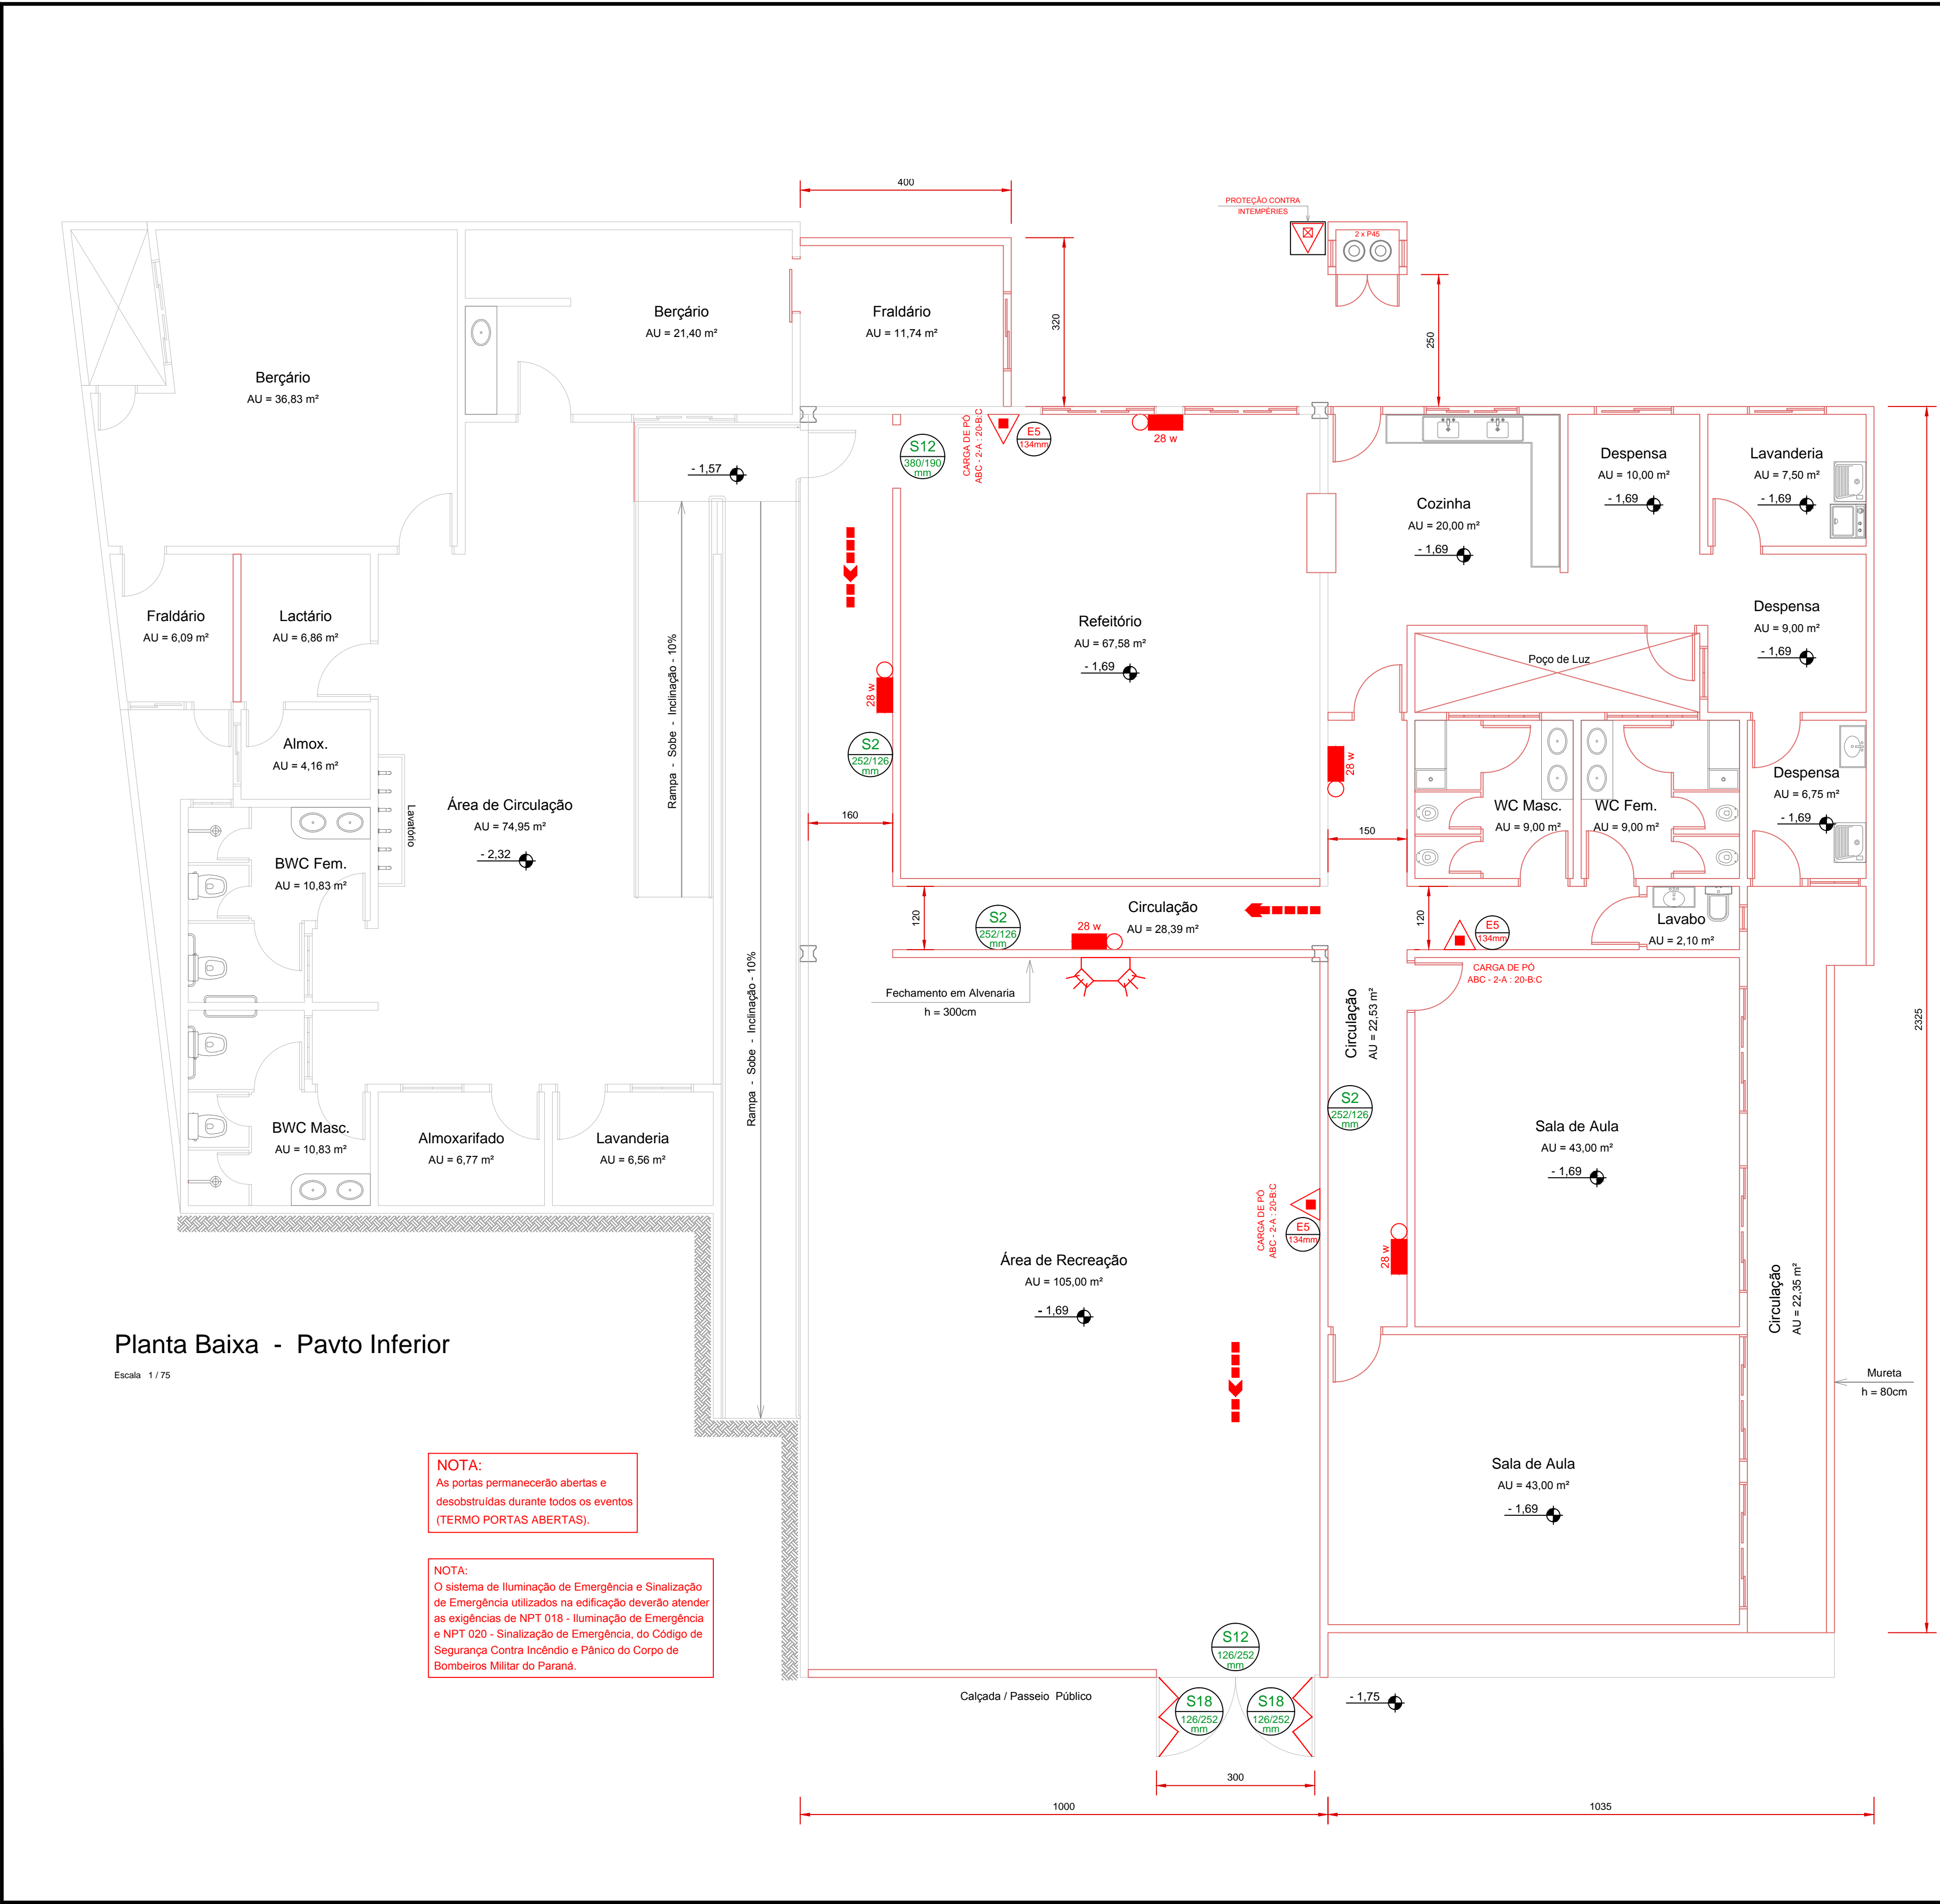 400
PROTEÇÃO CONTRA
INTEMPÉRIES
2 x P45
320
250
Berçário
AU = 36,83 m²
Berçário
AU = 21,40 m²
Fraldário
AU = 11,74 m²
S12
380/190
mm
CARGA DE PÓ
ABC - 2-A : 20-B:C
E5
134mm
28 w
- 1,57
Cozinha
AU = 20,00 m²
- 1,69
Despensa
AU = 10,00 m²
- 1,69
Lavanderia
AU = 7,50 m²
- 1,69
Fraldário
AU = 6,09 m²
Lactário
AU = 6,86 m²
Rampa - Sobe - Inclinação - 10%
28 w
S2
252/126
mm
Refeitório
AU = 67,58 m²
- 1,69
Poço de Luz
Despensa
AU = 9,00 m²
- 1,69
Almox.
AU = 4,16 m²
Lavatório
Área de Circulação
AU = 74,95 m²
- 2,32
160
28 w
150
WC Masc.
AU = 9,00 m²
WC Fem.
AU = 9,00 m²
Despensa
AU = 6,75 m²
- 1,69
BWC Fem.
AU = 10,83 m²
120
S2
252/126
mm
28 w
Circulação
AU = 28,39 m²
120
E5
134mm
CARGA DE PÓ
ABC - 2-A : 20-B:C
Lavabo
AU = 2,10 m²
Rampa - Sobe - Inclinação - 10%
Fechamento em Alvenaria
h = 300cm
Circulação
AU = 22,53 m²
2325
S2
252/126
mm
BWC Masc.
AU = 10,83 m²
Almoxarifado
AU = 6,77 m²
Lavanderia
AU = 6,56 m²
Sala de Aula
AU = 43,00 m²
- 1,69
CARGA DE PÓ
ABC - 2-A : 20-B:C
E5
134mm
28 w
Área de Recreação
AU = 105,00 m²
- 1,69
Circulação
AU = 22,35 m²
Planta Baixa - Pavto Inferior
Escala 1 / 75
Mureta
h = 80cm
Sala de Aula
AU = 43,00 m²
- 1,69
NOTA:
As portas permanecerão abertas e
desobstruídas durante todos os eventos
(TERMO PORTAS ABERTAS).
NOTA:
O sistema de Iluminação de Emergência e Sinalização
de Emergência utilizados na edificação deverão atender
as exigências de NPT 018 - Iluminação de Emergência
e NPT 020 - Sinalização de Emergência, do Código de
Segurança Contra Incêndio e Pânico do Corpo de
Bombeiros Militar do Paraná.
S12
126/252
mm
Calçada / Passeio Público
S18
126/252
mm
S18
126/252
mm
- 1,75
300
1000
1035